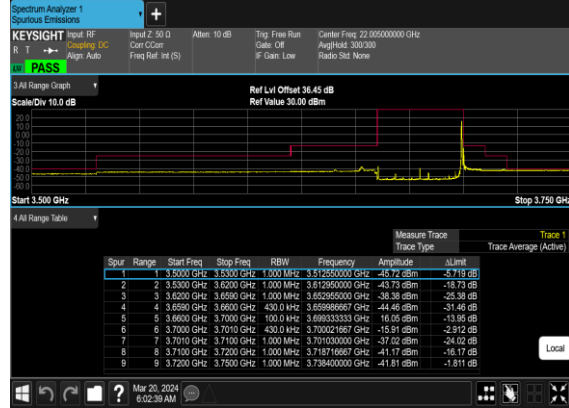 Spectrum Analyzer 1
Spurious Emissions
+
KEYSIGHT Input: RF Input Z: 50 Ω Atten: 10 dB Trig: Free Run Center Freq: 22.005000000 GHz
R T Coupling: DC Corr CCorr Gate: Off Avg|Hold: 300/300
Align: Auto Freq Ref: Int (S) IF Gain: Low Radio Std: None
PASS
3 All Range Graph
Ref Lvl Offset 36.45 dB
Scale/Div 10.0 dB Ref Value 30.00 dBm
20.0
10.0
0.00
-10.0
-20.0
-30.0
-40.0
-50.0
-60.0
Start 3.500 GHz Stop 3.750 GHz
4 All Range Table
Measure Trace Trace 1
Trace Type Trace Average (Active)
Spur Range Start Freq Stop Freq RBW Frequency Amplitude ΔLimit
1 1 3.5000 GHz 3.5300 GHz 1.000 MHz 3.512550000 GHz -45.72 dBm -5.719 dB
2 2 3.5300 GHz 3.6200 GHz 1.000 MHz 3.612950000 GHz -43.73 dBm -18.73 dB
3 3 3.6200 GHz 3.6590 GHz 1.000 MHz 3.652955000 GHz -38.38 dBm -25.38 dB
4 4 3.6590 GHz 3.6600 GHz 430.0 kHz 3.659986667 GHz -44.46 dBm -31.46 dB
5 5 3.6600 GHz 3.7000 GHz 100.0 kHz 3.699333333 GHz 16.05 dBm -13.95 dB
6 6 3.7000 GHz 3.7010 GHz 430.0 kHz 3.700021667 GHz -15.91 dBm -2.912 dB
7 7 3.7010 GHz 3.7100 GHz 1.000 MHz 3.701030000 GHz -37.02 dBm -24.02 dB
8 8 3.7100 GHz 3.7200 GHz 1.000 MHz 3.718716667 GHz -41.17 dBm -16.17 dB
9 9 3.7200 GHz 3.7500 GHz 1.000 MHz 3.738400000 GHz -41.81 dBm -1.811 dB
Local
? Mar 20, 2024
6:02:39 AM